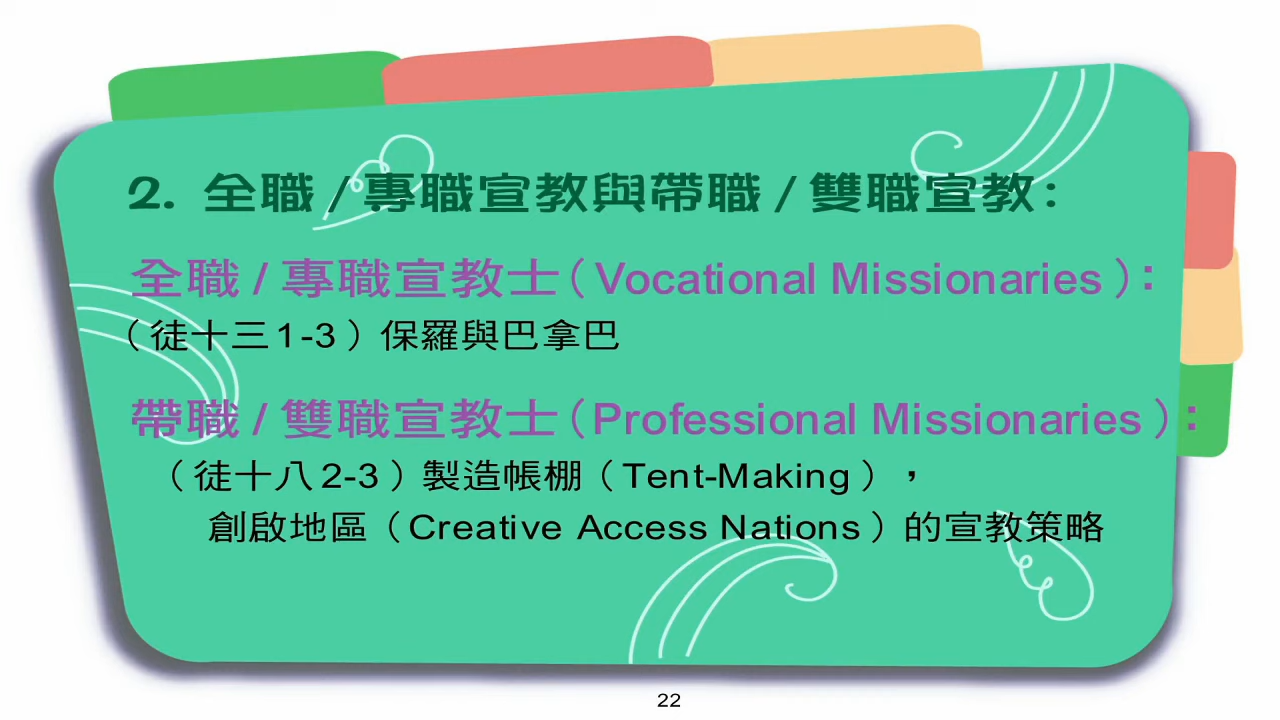 2. 全職/專職宣教與帶職/雙職宣教：
全職/專職宣教士（Vocational Missionaries）：
（徒十三1-3）保羅與巴拿巴
帶職/雙職宣教士（Professional Missionaries）：
（徒十八2-3）製造帳棚（Tent-Making），
創啟地區（Creative Access Nations）的宣教策略
22